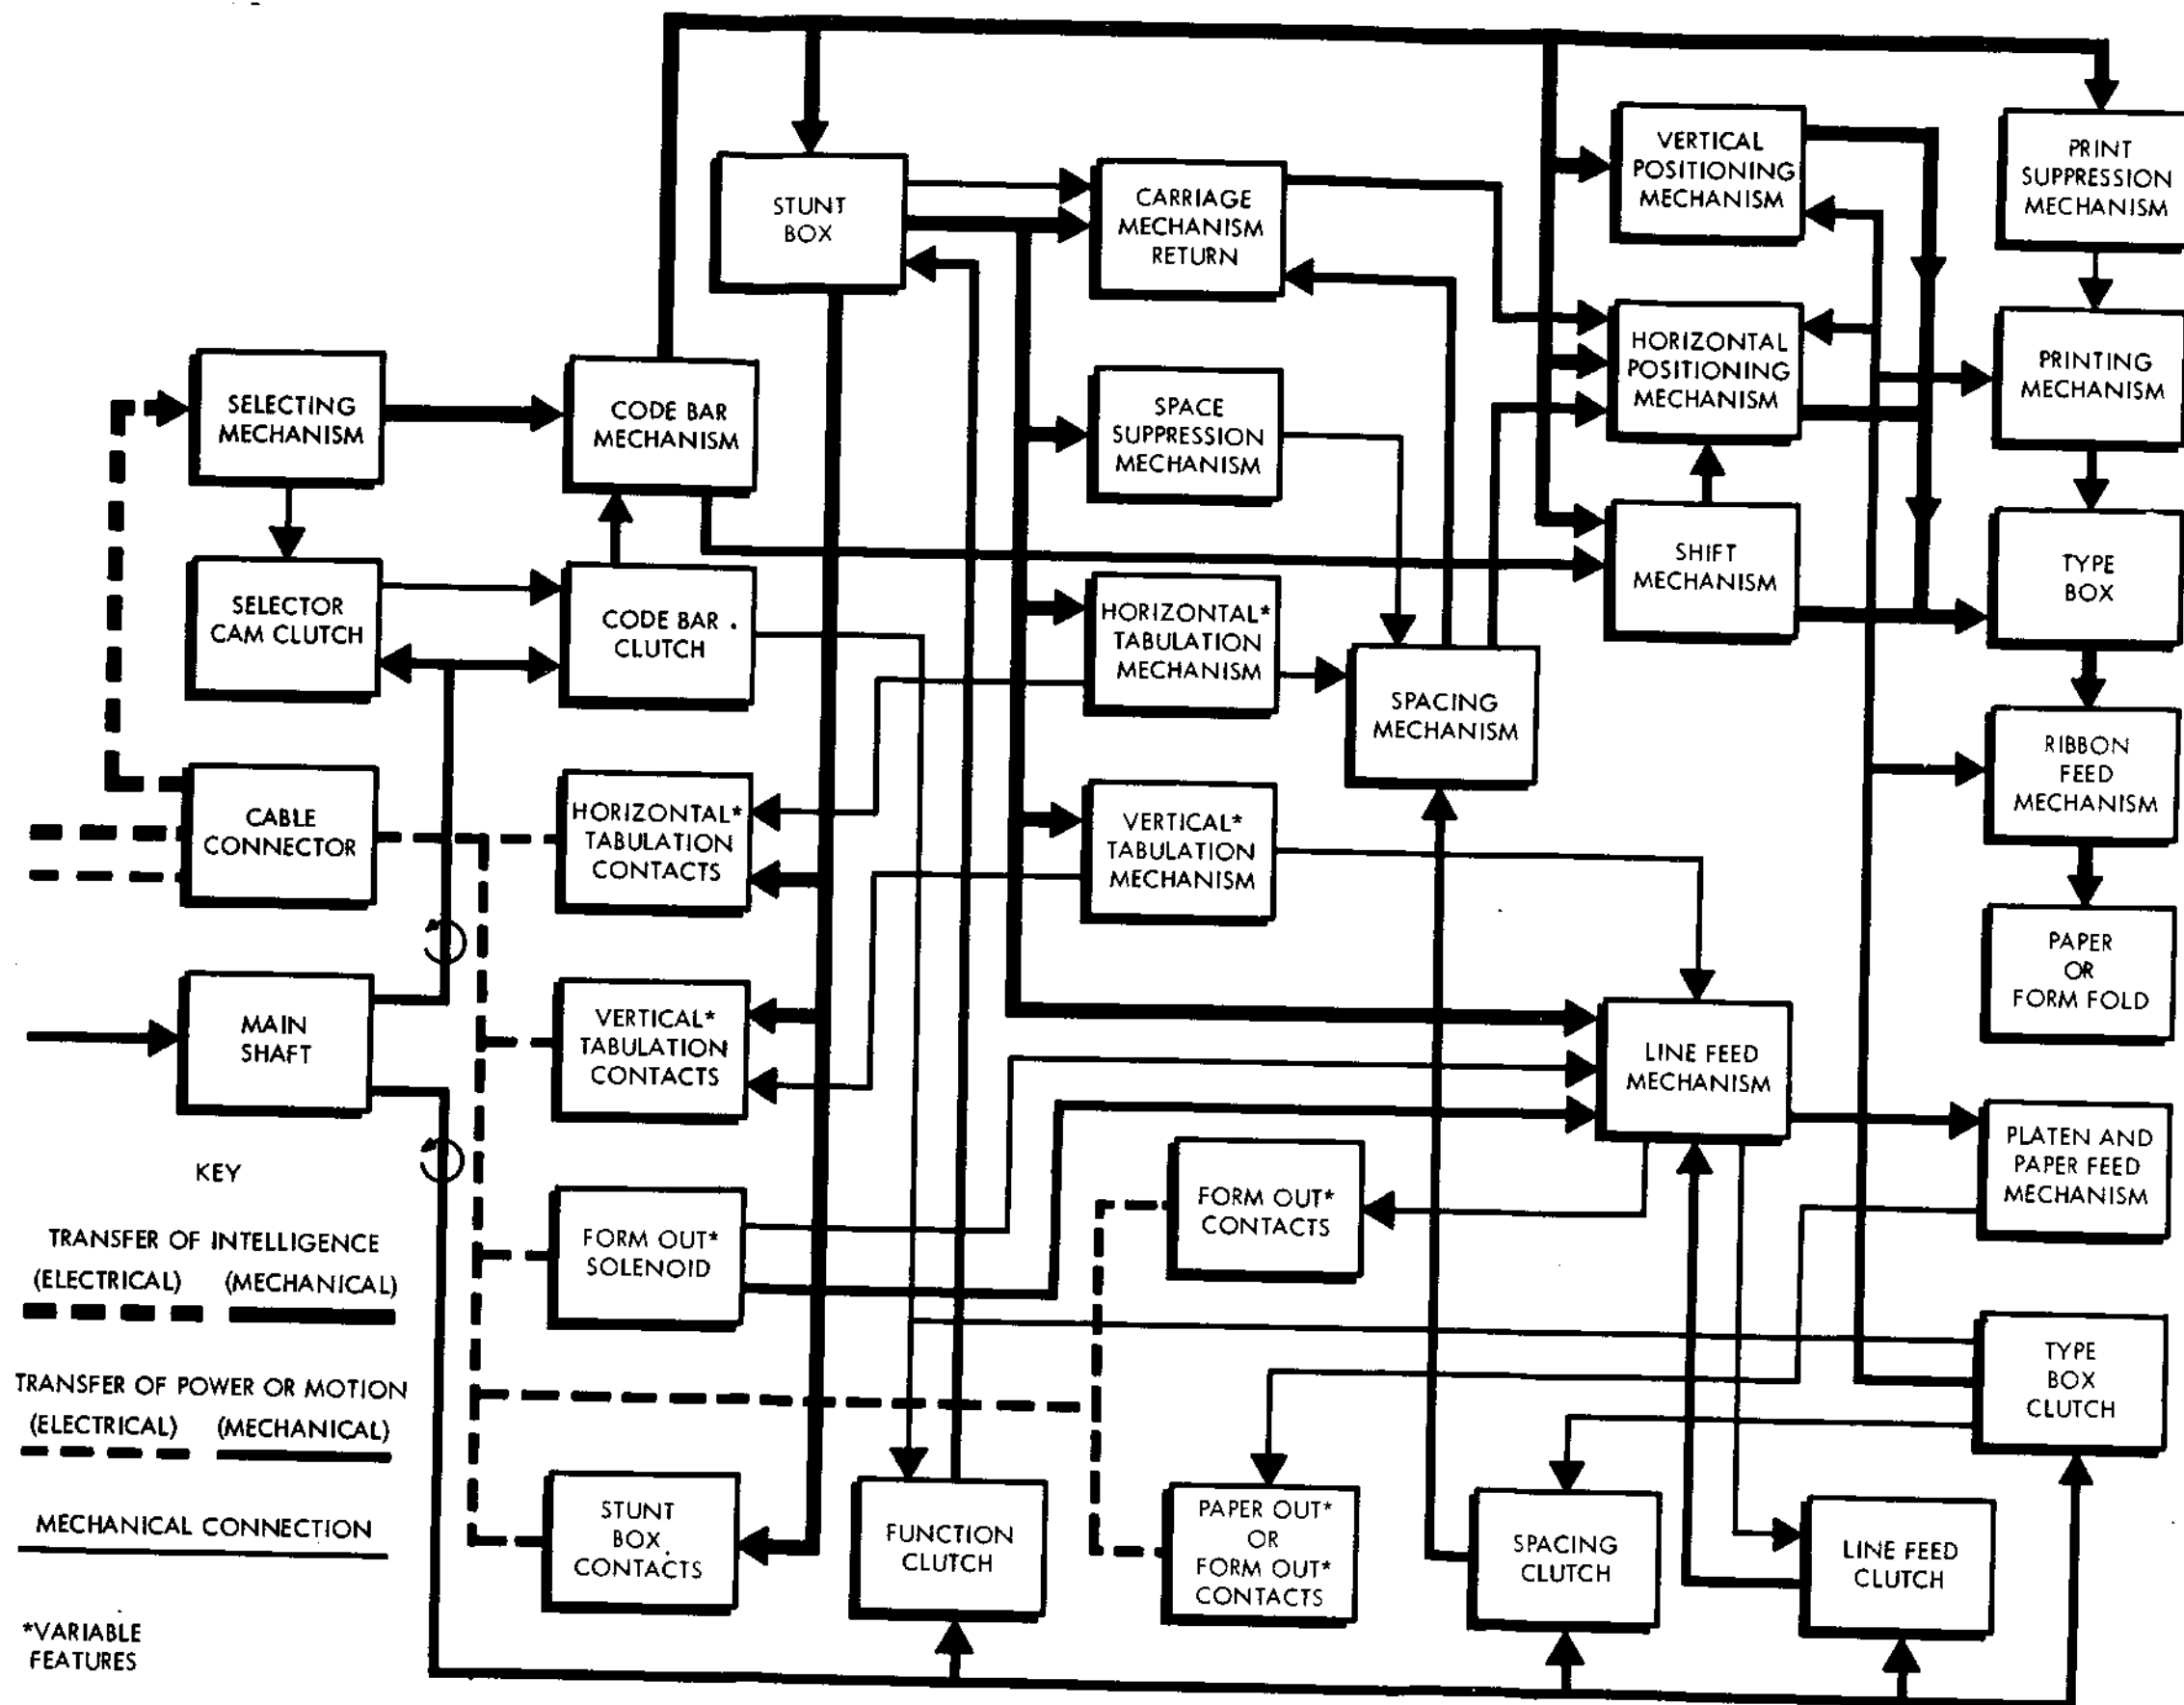 STUNT
BOX
CARRIAGE
MECHANISM
RETURN
VERTICAL
POSITIONING
MECHANISM
PRINT
SUPPRESSION
MECHANISM
SELECTING
MECHANISM
CODE BAR
MECHANISM
SPACE
SUPPRESSION
MECHANISM
HORIZONTAL
POSITIONING
MECHANISM
PRINTING
MECHANISM
SELECTOR
CAM CLUTCH
CODE BAR .
CLUTCH
HORIZONTAL*
TABULATION
MECHANISM
SPACING
MECHANISM
SHIFT
MECHANISM
TYPE
BOX
CABLE
CONNECTOR
HORIZONTAL*
TABULATION
CONTACTS
VERTICAL*
TABULATION
MECHANISM
RIBBON
FEED
MECHANISM
PAPER
OR
FORM FOLD
MAIN
SHAFT
VERTICAL*
TABULATION
CONTACTS
LINE FEED
MECHANISM
PLATEN AND
PAPER FEED
MECHANISM
FORM OUT*
SOLENOID
FORM OUT*
CONTACTS
TYPE
BOX
CLUTCH
STUNT
BOX.
CONTACTS
FUNCTION
CLUTCH
PAPER OUT*
OR
FORM OUT*
CONTACTS
SPACING
CLUTCH
LINE FEED
CLUTCH
KEY
TRANSFER OF INTELLIGENCE
(ELECTRICAL) (MECHANICAL)
TRANSFER OF POWER OR MOTION
(ELECTRICAL) (MECHANICAL)
MECHANICAL CONNECTION
*VARIABLE
FEATURES